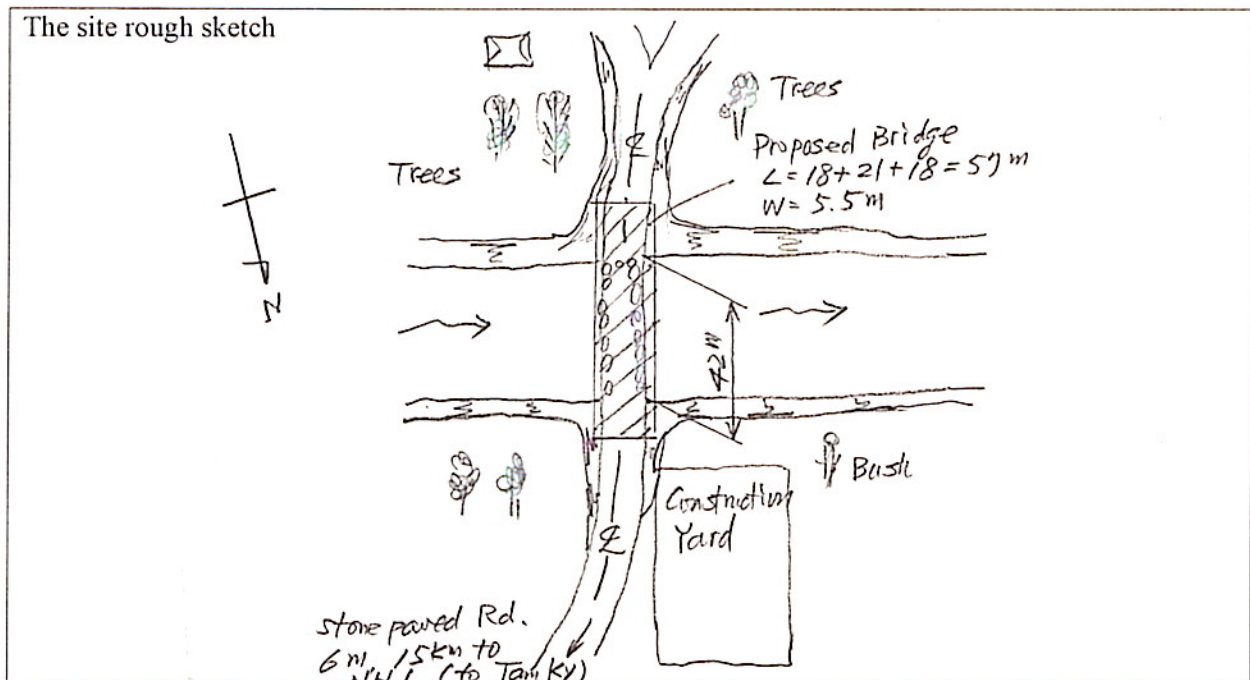 The site rough sketch
Trees
Proposed Bridge
L = 18 + 21 + 18 = 57 m
W = 5.5 m
Trees
℄
N
42 m
Bush
Construction
Yard
℄
stone paved Rd.
6 m, 15 km to
(to Tam Ky)